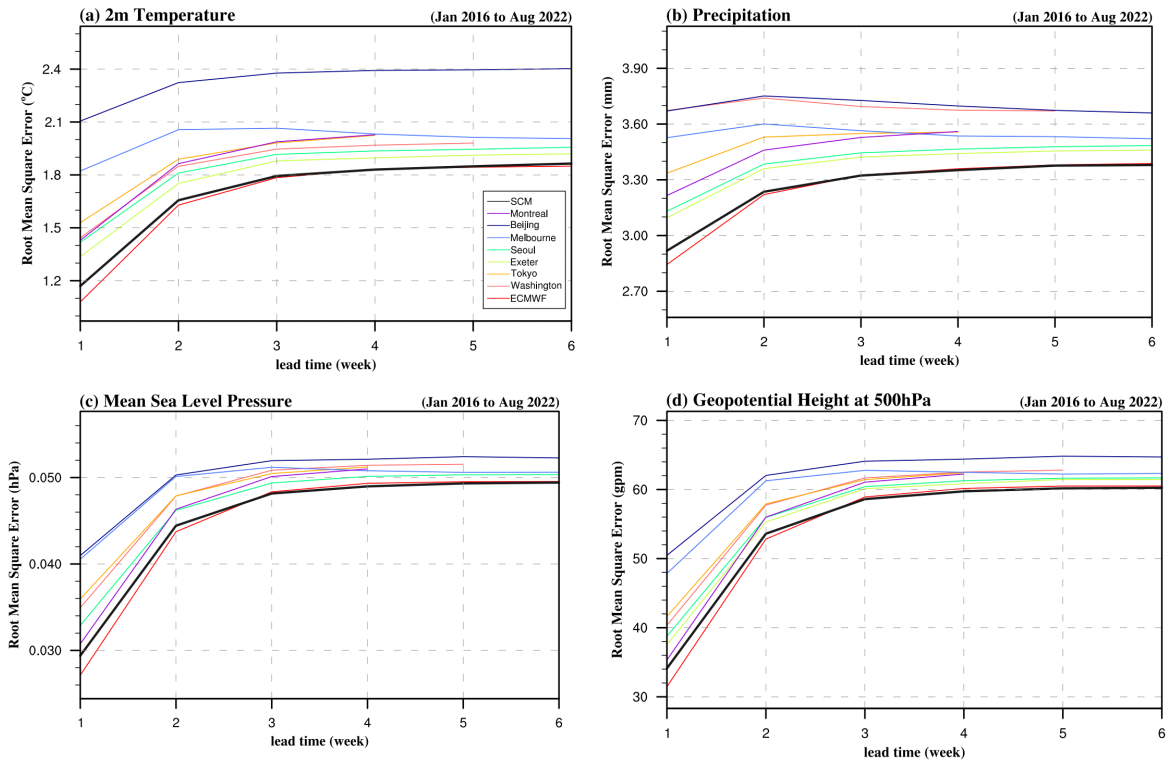 (a) 2m Temperature (Jan 2016 to Aug 2022)
2.4
2.1
1.8
1.5
1.2
Root Mean Square Error (°C)
SCM
Montreal
Beijing
Melbourne
Seoul
Exeter
Tokyo
Washington
ECMWF
1 2 3 4 5 6
lead time (week)
(b) Precipitation (Jan 2016 to Aug 2022)
3.90
3.60
3.30
3.00
2.70
Root Mean Square Error (mm)
1 2 3 4 5 6
lead time (week)
(c) Mean Sea Level Pressure (Jan 2016 to Aug 2022)
0.050
0.040
0.030
Root Mean Square Error (hPa)
1 2 3 4 5 6
lead time (week)
(d) Geopotential Height at 500hPa (Jan 2016 to Aug 2022)
70
60
50
40
30
Root Mean Square Error (gpm)
1 2 3 4 5 6
lead time (week)